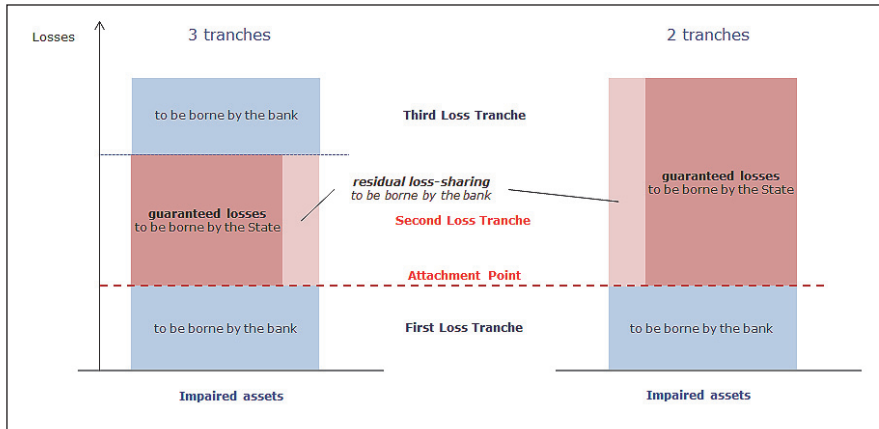 Losses
3 tranches
2 tranches
to be borne by the bank
Third Loss Tranche
residual loss-sharing
to be borne by the bank
guaranteed losses
to be borne by the State
guaranteed losses
to be borne by the State
Second Loss Tranche
Attachment Point
to be borne by the bank
First Loss Tranche
to be borne by the bank
Impaired assets
Impaired assets